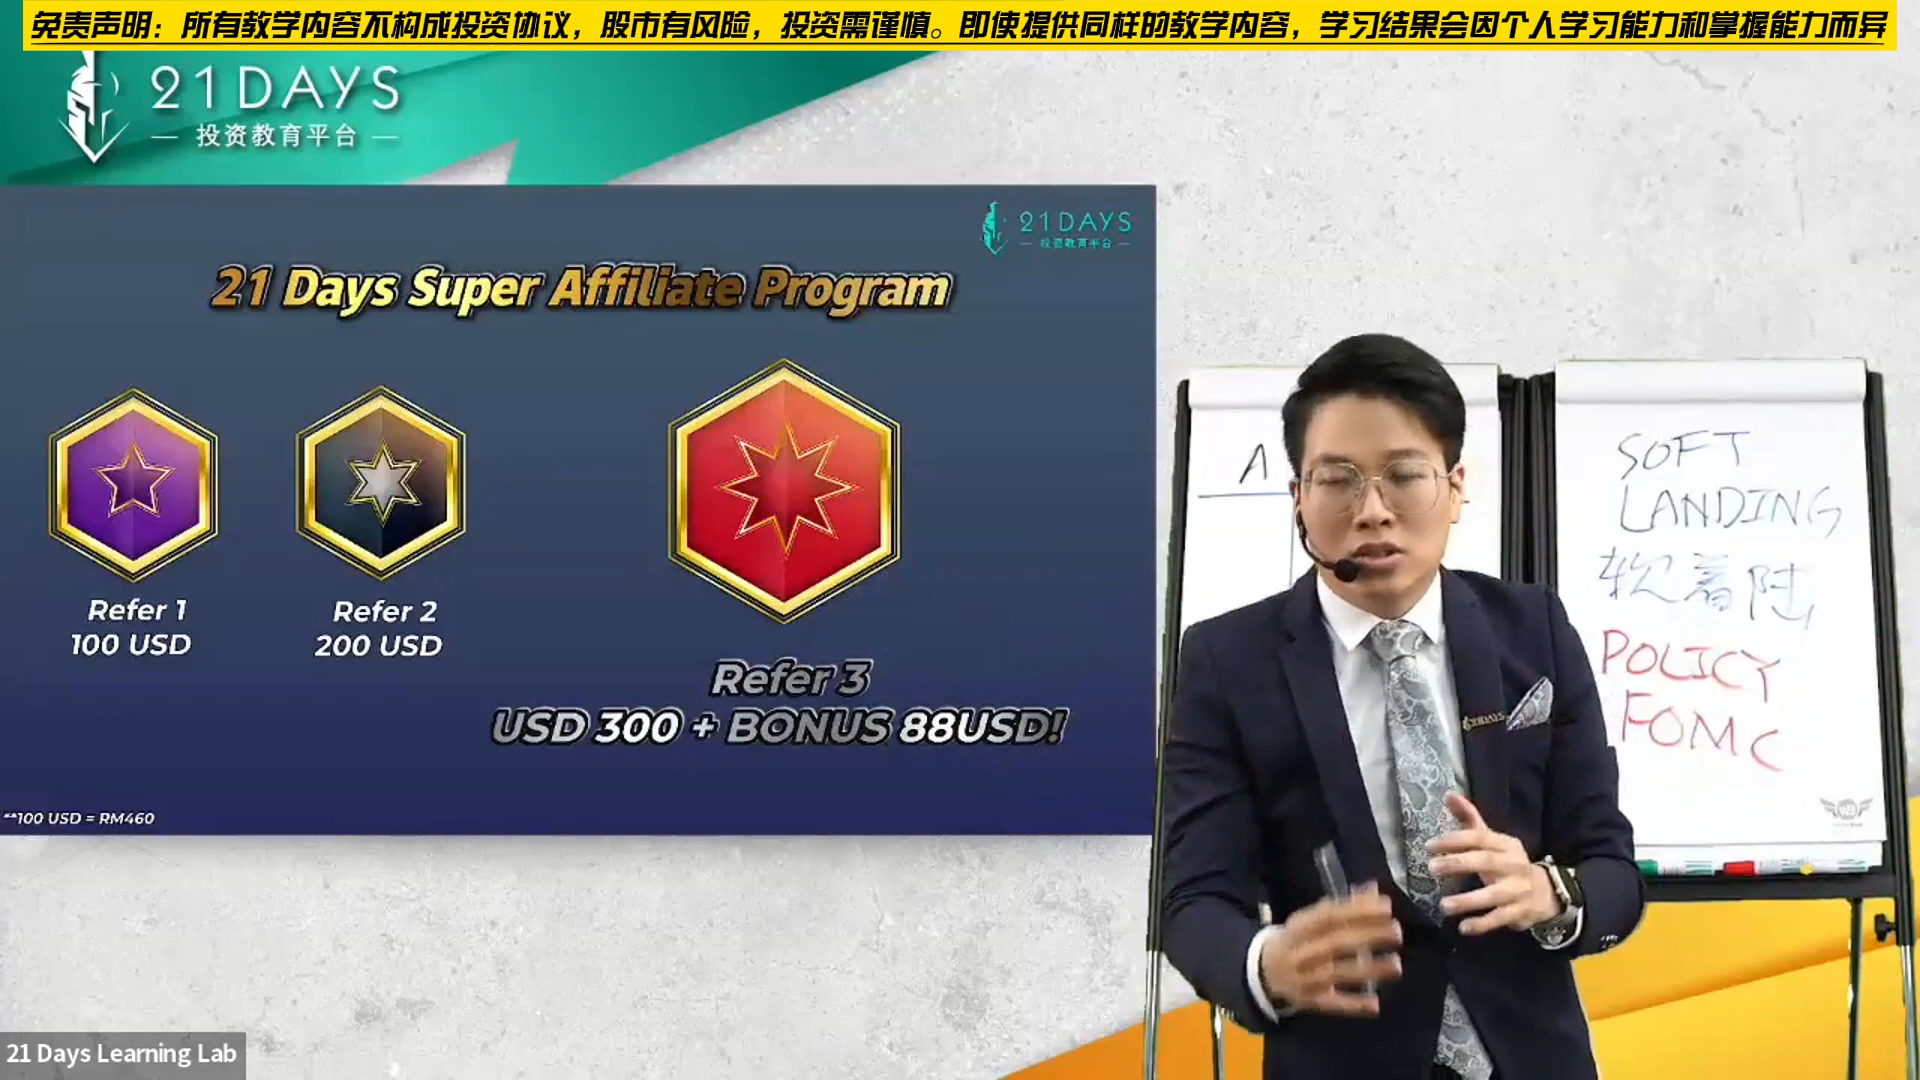 免责声明：所有教学内容不构成投资协议，股市有风险，投资需谨慎。即使提供同样的教学内容，学习结果会因个人学习能力和掌握能力而异
21DAYS
投资教育平台
21DAYS
投资教育平台
21 Days Super Affiliate Program
Refer 1
100 USD
Refer 2
200 USD
Refer 3
USD 300 + BONUS 88USD!
**100 USD = RM460
A
SOFT
LANDING
软着陆
POLICY
FOMC
21DAYS
21 Days Learning Lab